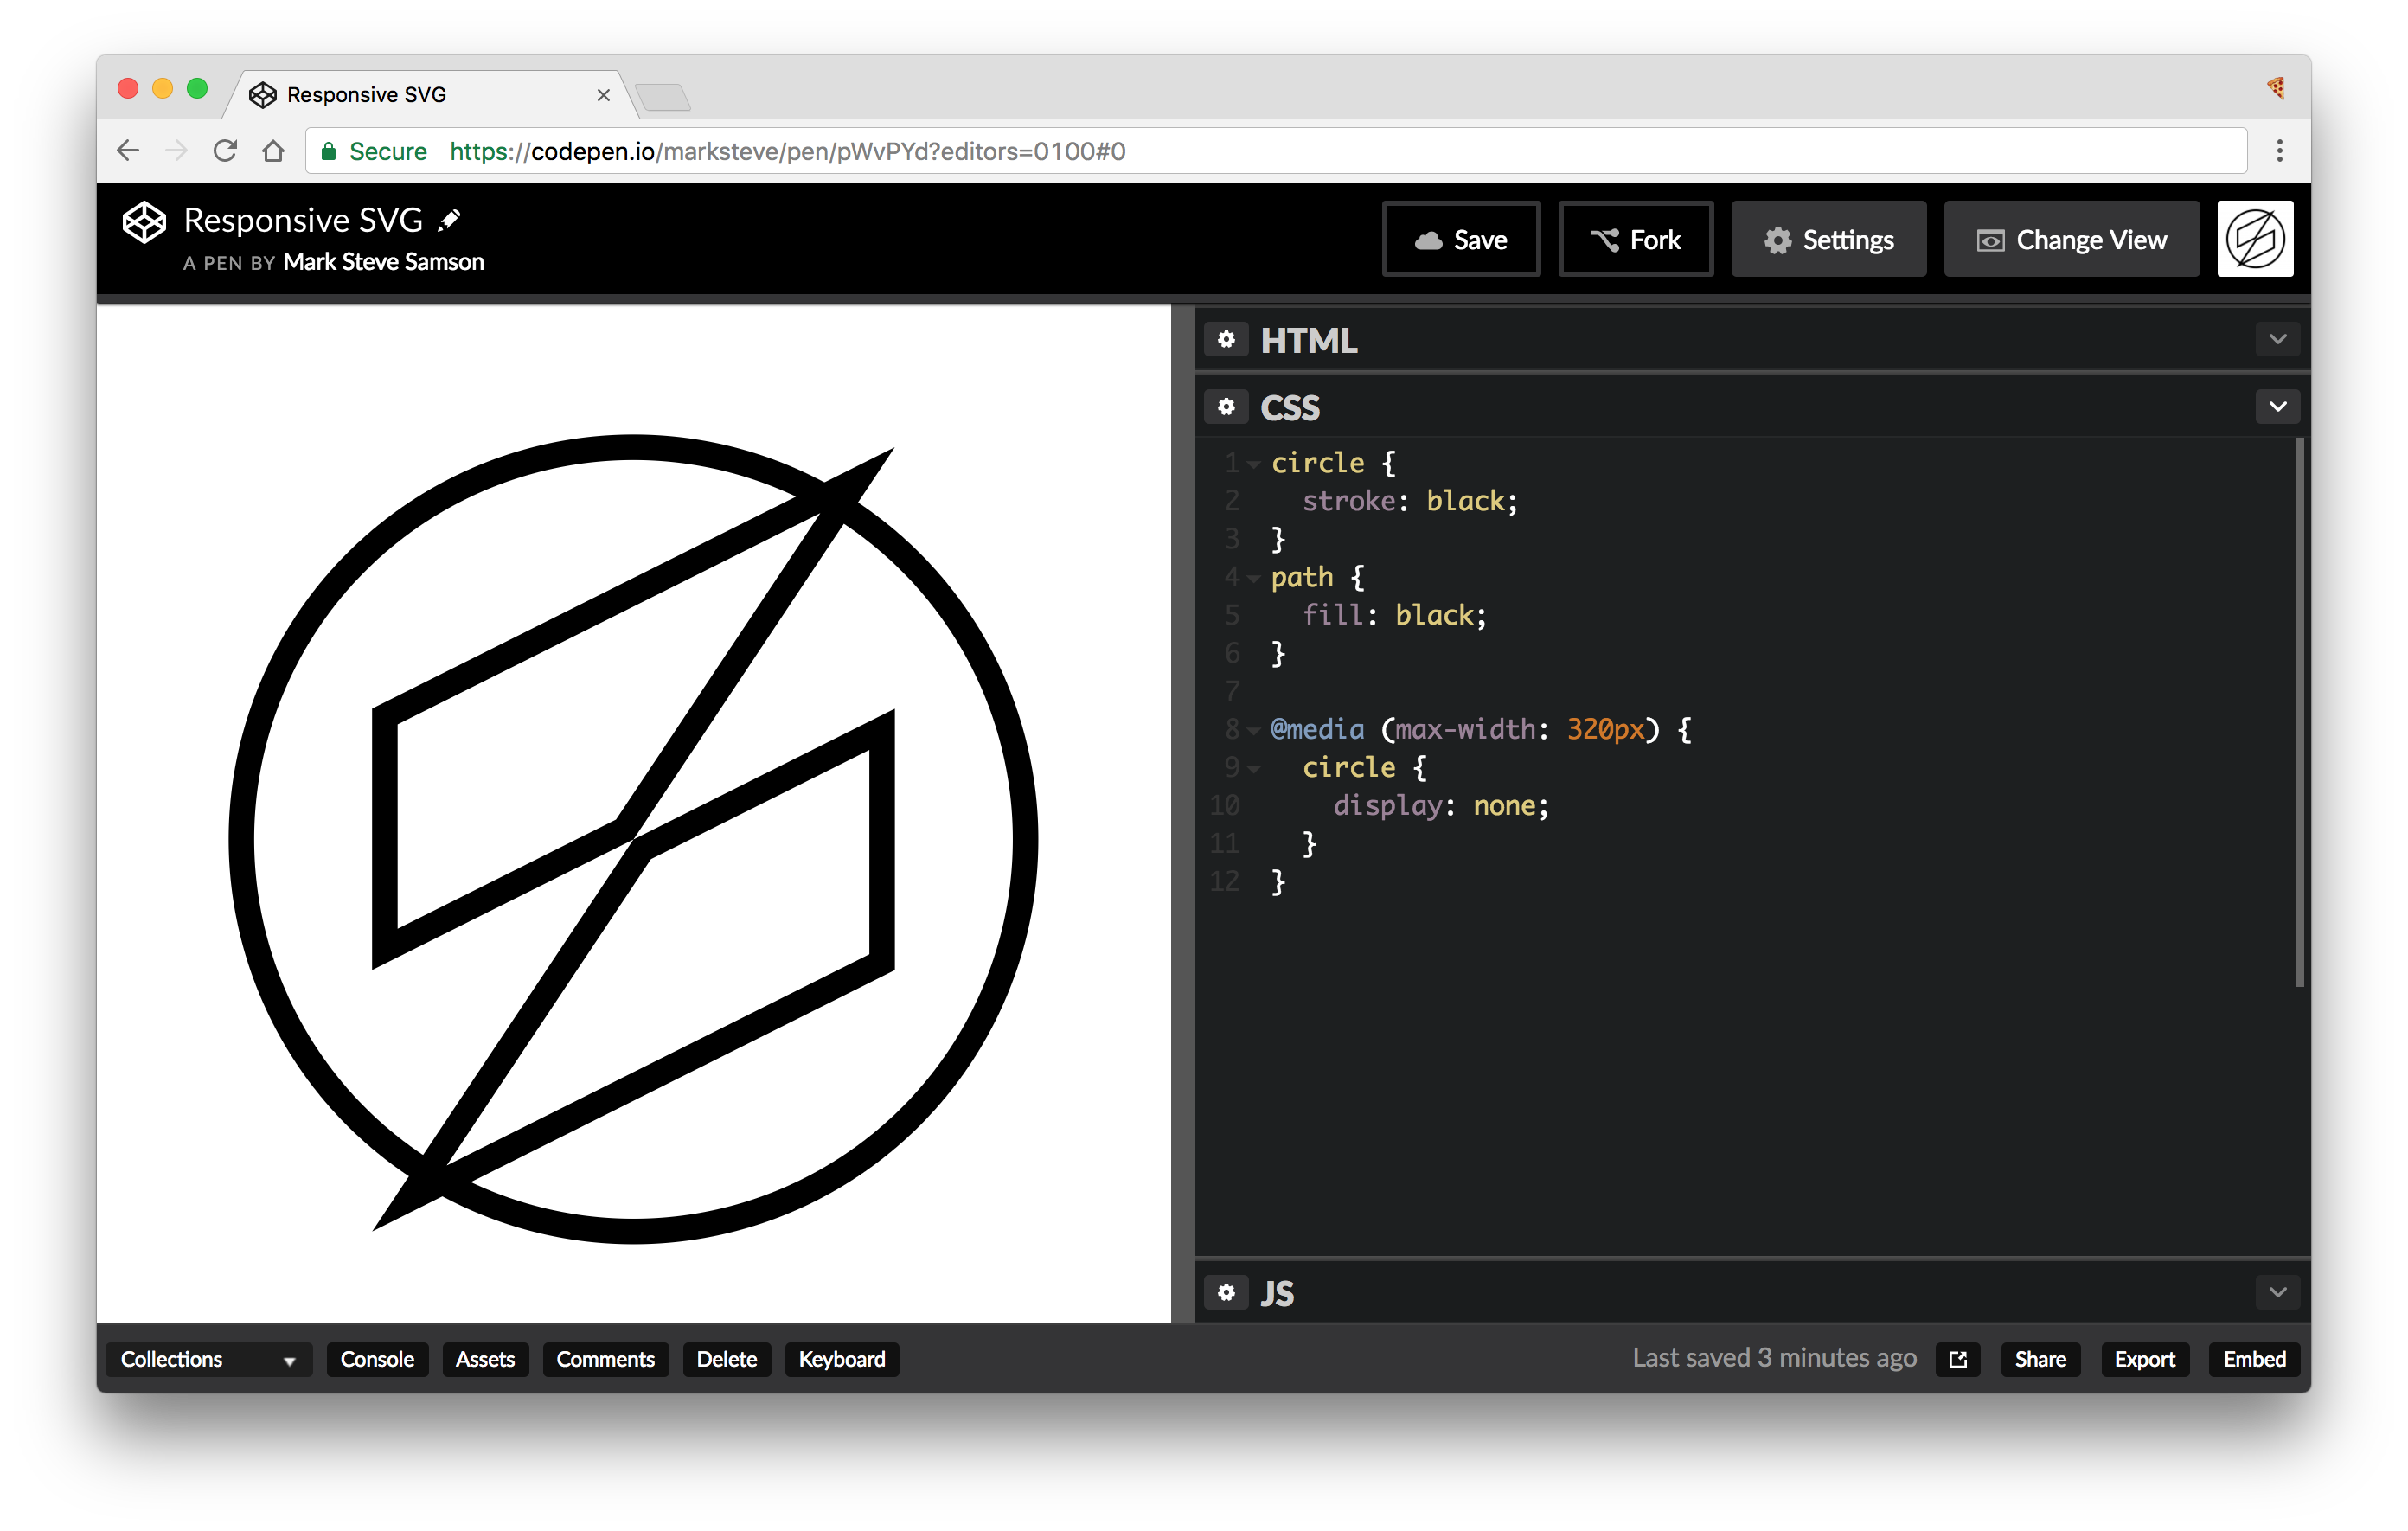 Responsive SVG
Secure https://codepen.io/marksteve/pen/pWvPYd?editors=0100#0
Responsive SVG
A PEN BY Mark Steve Samson
Save
Fork
Settings
Change View
HTML
CSS
1 circle {
2 stroke: black;
3 }
4 path {
5 fill: black;
6 }
7
8 @media (max-width: 320px) {
9 circle {
10 display: none;
11 }
12 }
JS
Collections Console Assets Comments Delete Keyboard Last saved 3 minutes ago Share Export Embed